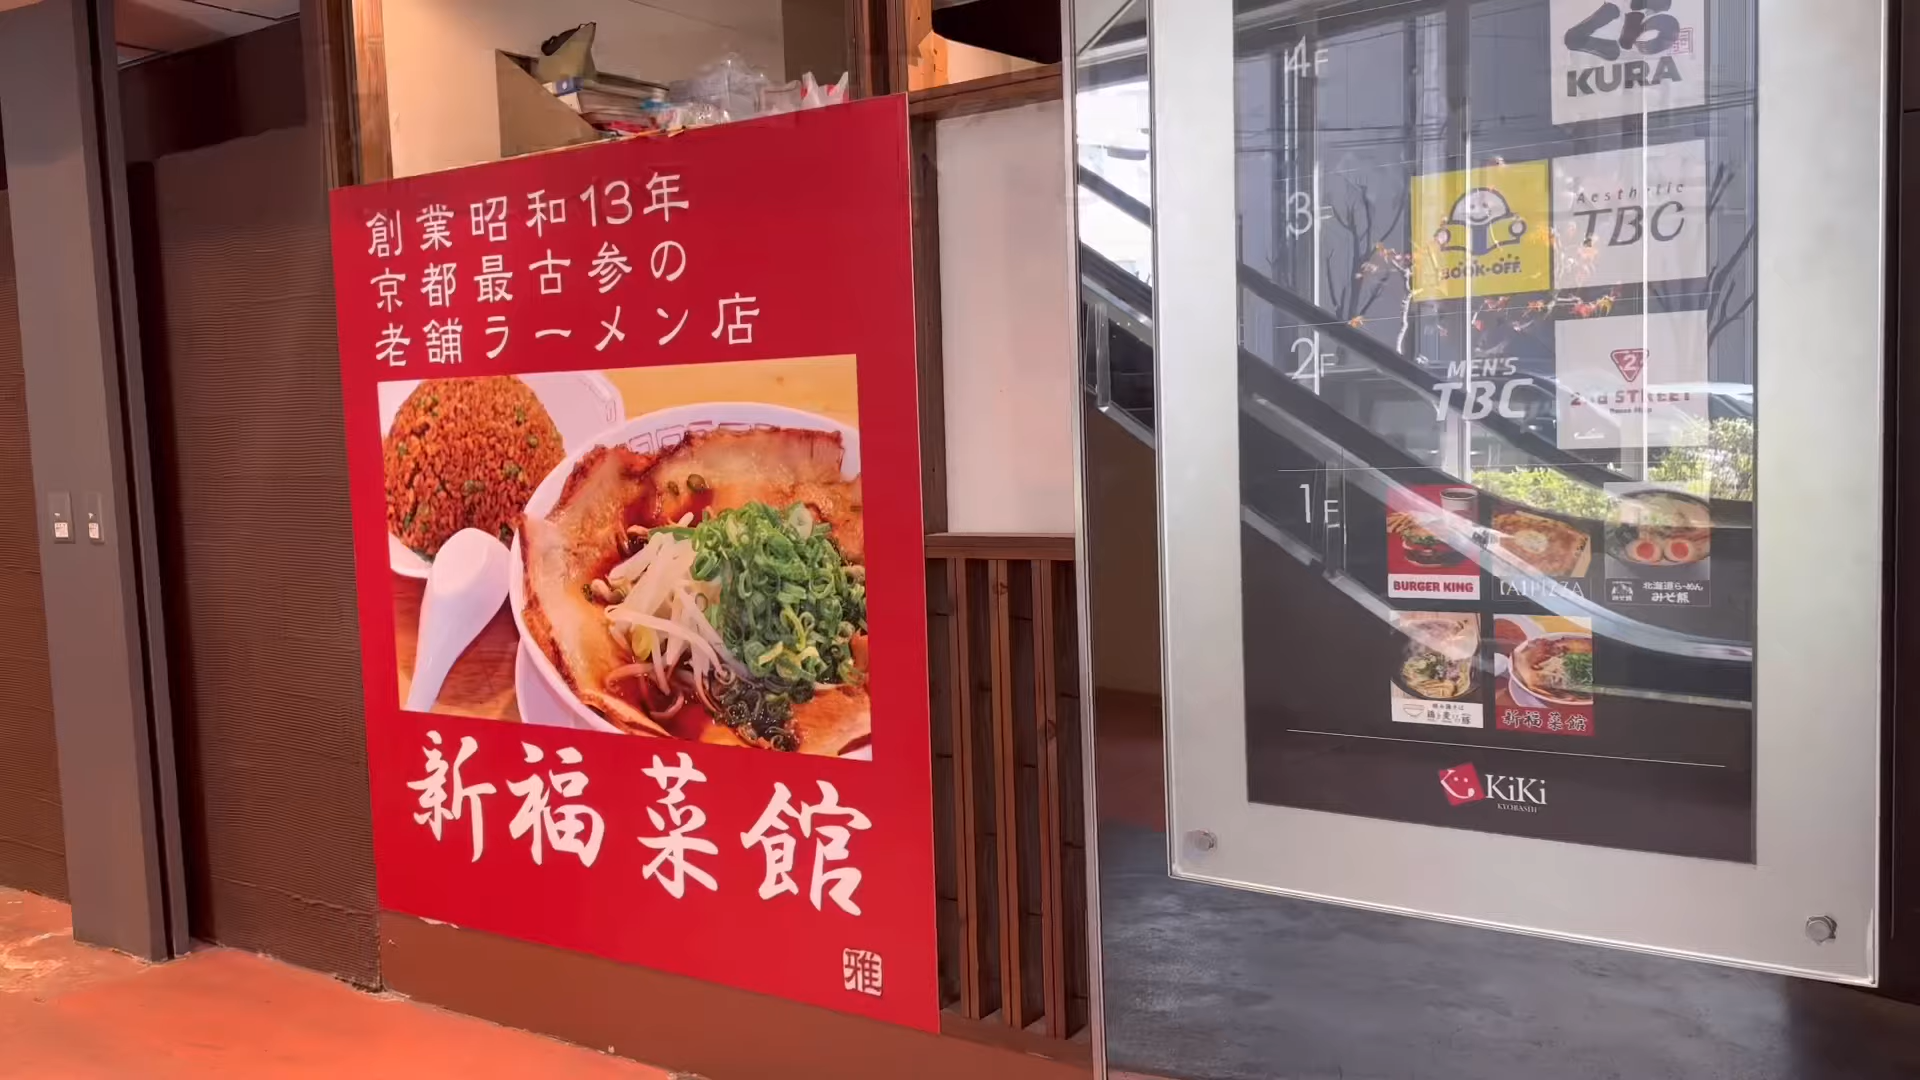 創業昭和13年
京都最古参の
老舗ラーメン店
新福菜館
雅
4F
くら
KURA
3F
BOOK・OFF
Aesthetic
TBC
2F
MEN'S
TBC
2nd STREET
1F
BURGER KING
[A]PIZZA
北海道らーめん
みそ熊
新福菜館
KiKi
KYOBASHI